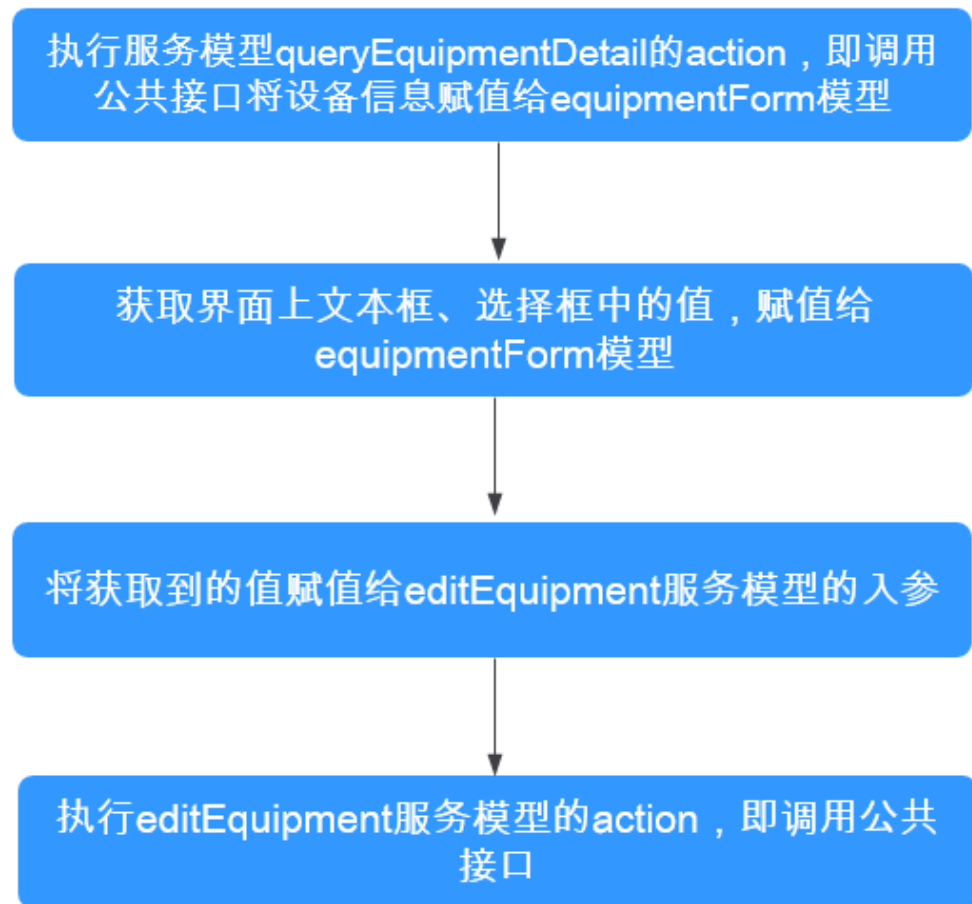 执行服务模型queryEquipmentDetail的action，即调用
公共接口将设备信息赋值给equipmentForm模型
获取界面上文本框、选择框中的值，赋值给
equipmentForm模型
将获取到的值赋值给editEquipment服务模型的入参
执行editEquipment服务模型的action，即调用公共
接口